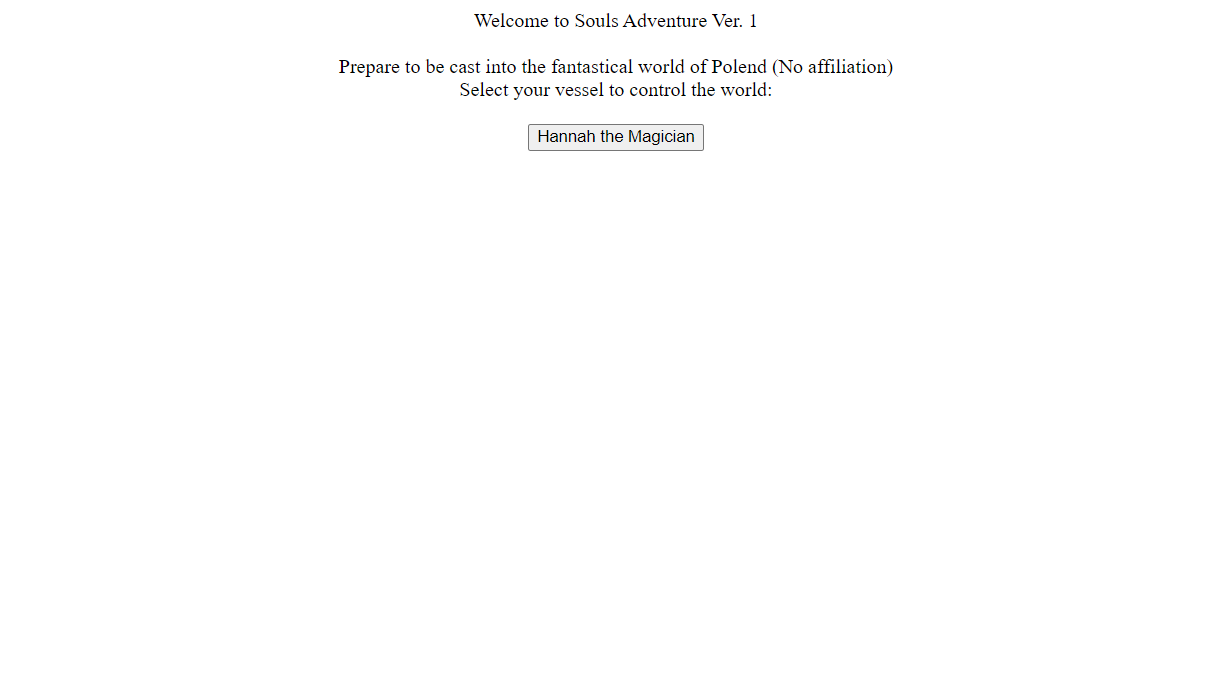 Welcome to Souls Adventure Ver. 1
Prepare to be cast into the fantastical world of Polend (No affiliation)
Select your vessel to control the world:
Hannah the Magician